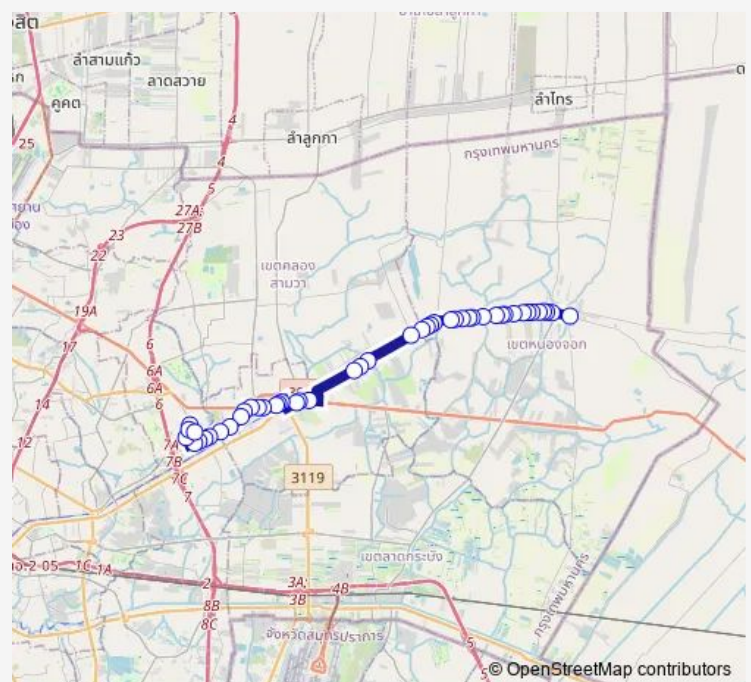 ลำสามแก้ว
ลาดสวาย
คูคต
ลำไทร
ลำลูกกา
กรุงเทพมหานคร
25
4
4
5
27A;
27B
23
22
เขตคลอง
สามวา
19A
17
6
6A
6A
6
14
เขตหนองจอก
12
7A
7B
7C
7
3119
เขตลาดกระบัง
กรุงเทพมหานคร
2-05
1C
1A
2
3A;
3B
4B
8B
8C
5
5
จังหวัดสมุทรปราการ
© OpenStreetMap contributors